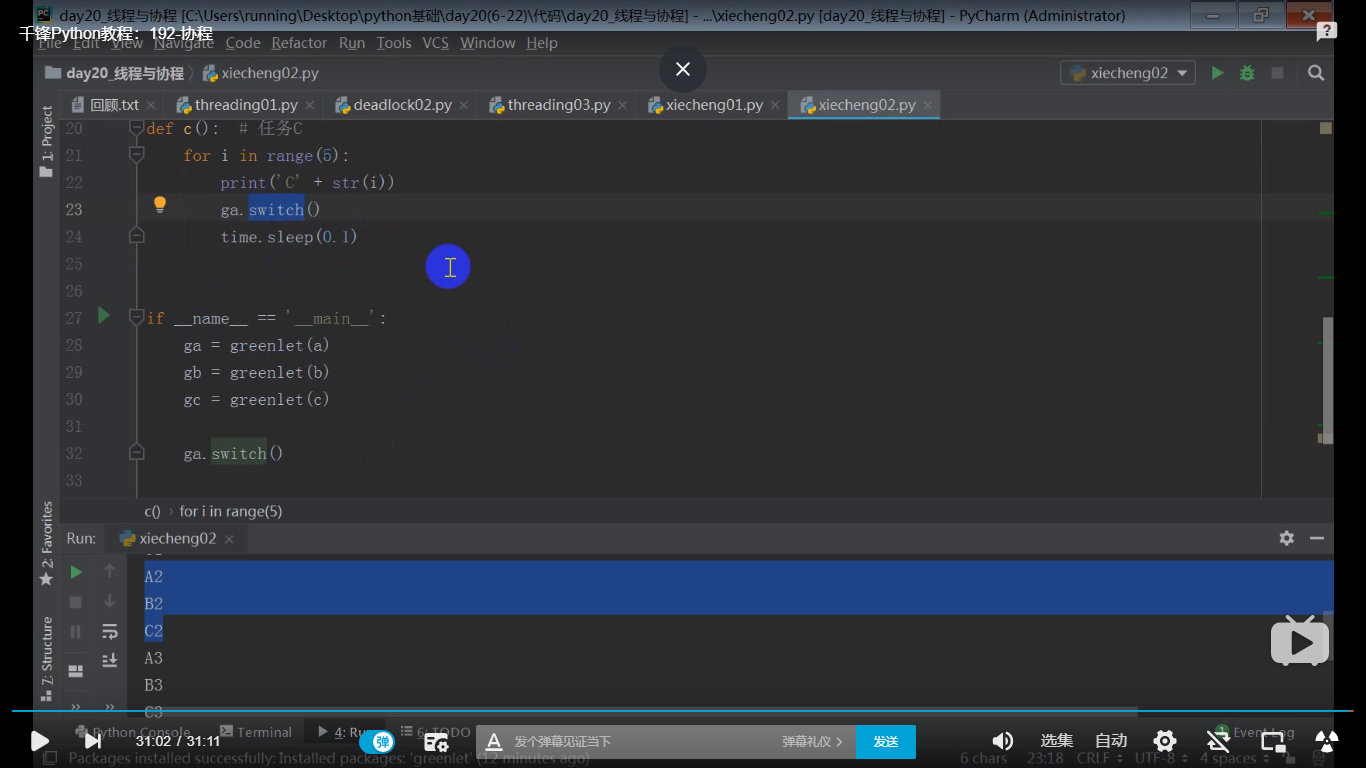 day20_线程与协程 [C:\Users\running\Desktop\python基础\day20(6-22)\代码\day20_线程与协程] - ...\xiecheng02.py [day20_线程与协程] - PyCharm (Administrator)
千锋Python教程：192-协程
File Edit View Navigate Code Refactor Run Tools VCS Window Help
day20_线程与协程 xiecheng02.py
xiecheng02
回顾.txt threading01.py deadlock02.py threading03.py xiecheng01.py xiecheng02.py
1: Project
20 def c():  # 任务C
21 for i in range(5):
22 print('C' + str(i))
23 ga.switch()
24 time.sleep(0.1)
25
26
27 if __name__ == '__main__':
28 ga = greenlet(a)
29 gb = greenlet(b)
30 gc = greenlet(c)
31
32 ga.switch()
33
c() › for i in range(5)
2: Favorites
7: Structure
Run: xiecheng02
A2
B2
C2
A3
B3
C3
Python Console Terminal 4: Ru 6: TODO Event Log
31:02 / 31:11 弹 发个弹幕见证当下 弹幕礼仪 发送 选集 自动
Packages installed successfully: Installed packages: 'greenlet' (12 minutes ago) 6 chars 23:18 CRLF UTF-8 4 spaces